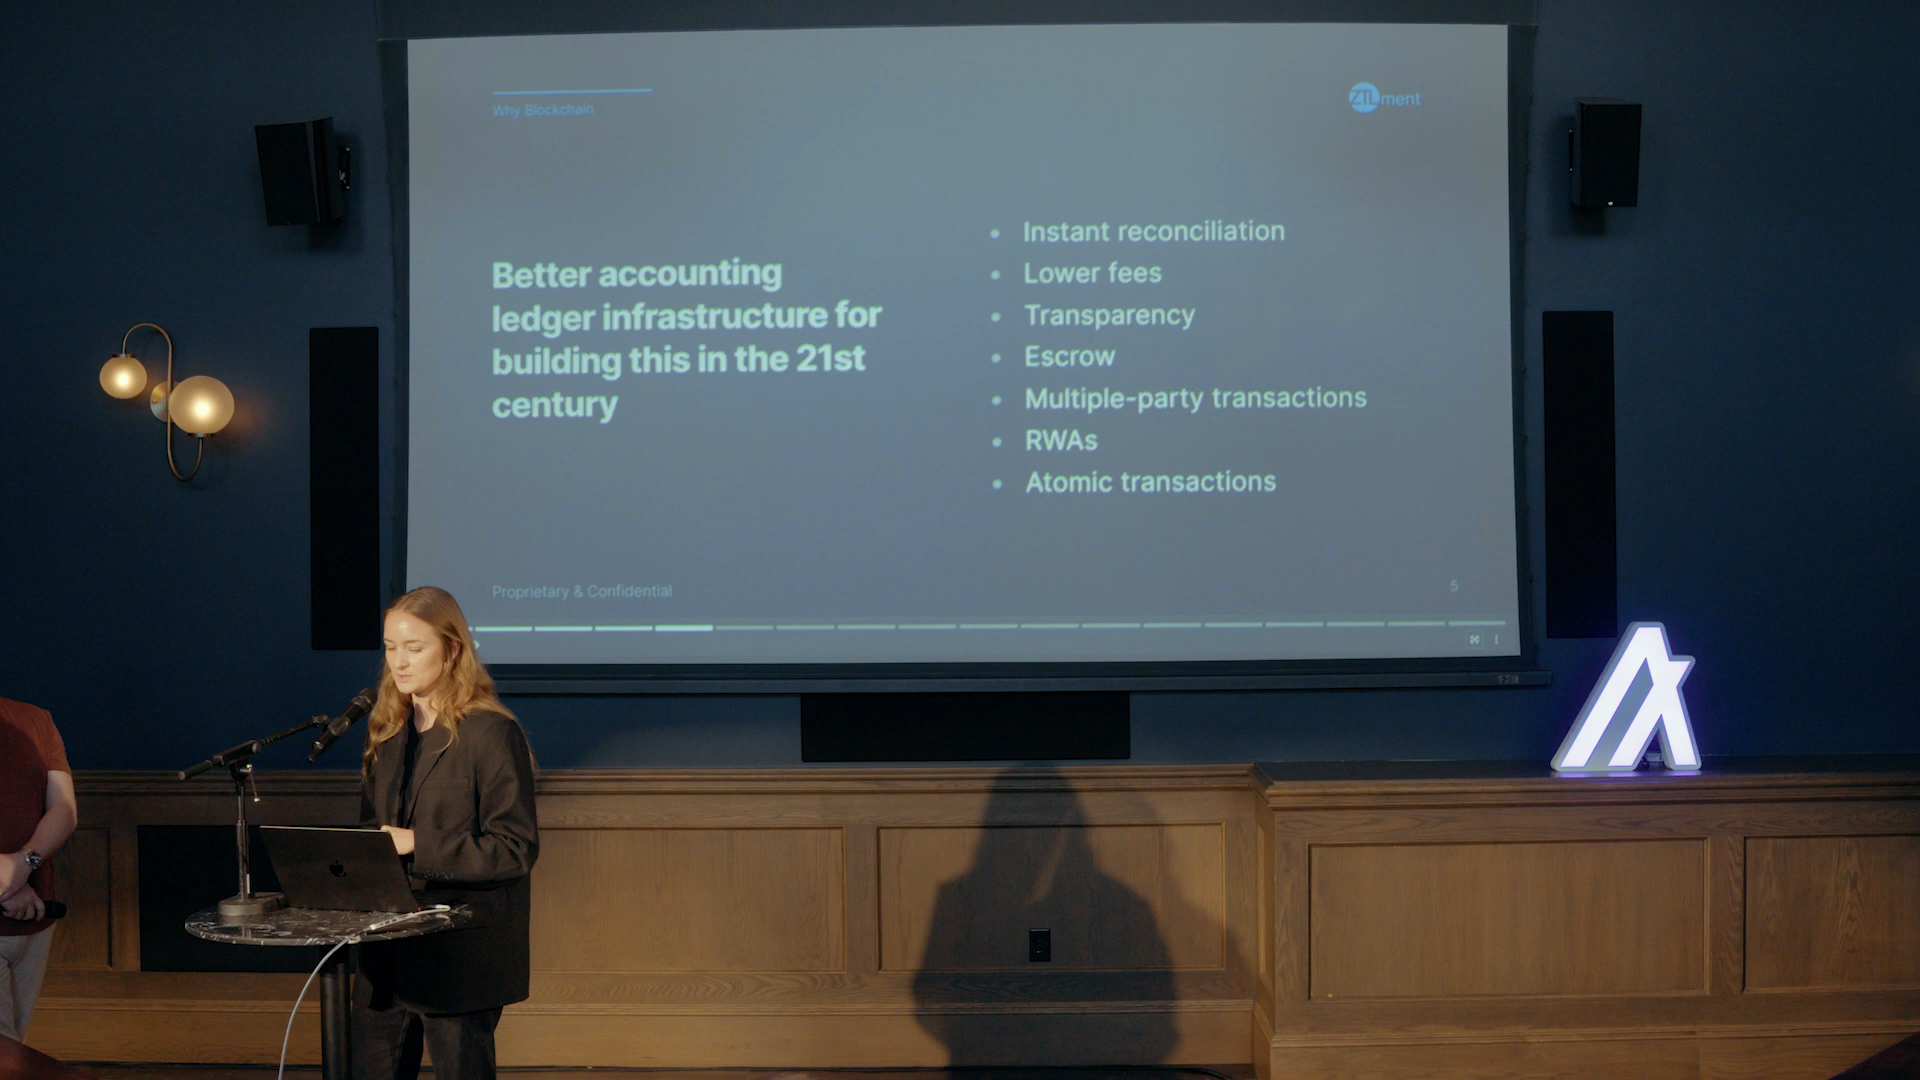 Why Blockchain
ZTLment
Better accounting
ledger infrastructure for
building this in the 21st
century
• Instant reconciliation
• Lower fees
• Transparency
• Escrow
• Multiple-party transactions
• RWAs
• Atomic transactions
Proprietary & Confidential
5